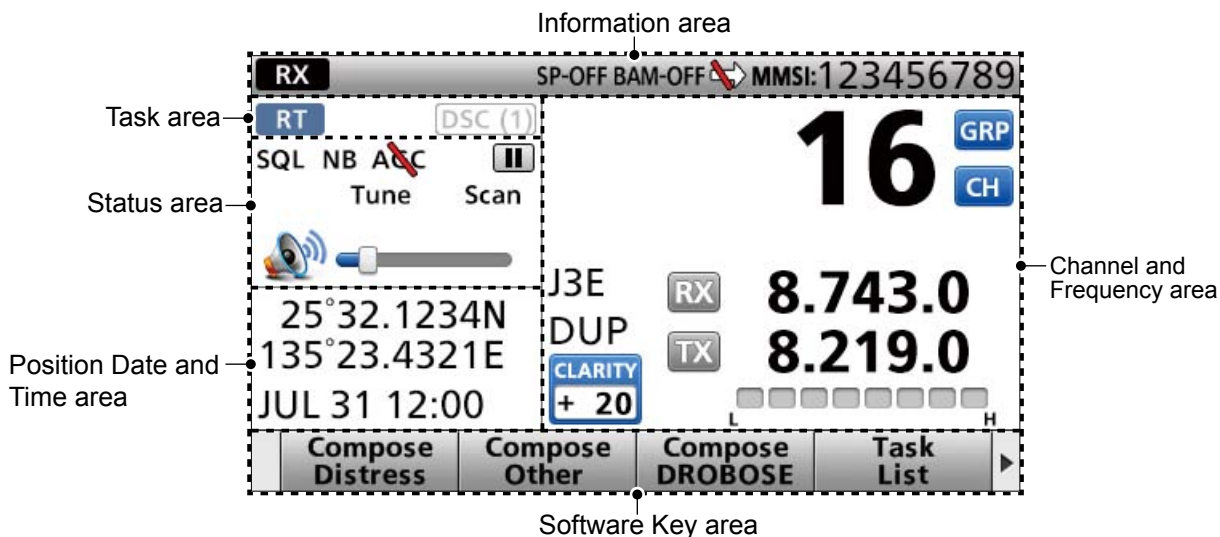 Information area
RX SP-OFF BAM-OFF MMSI:123456789
Task area
RT DSC (1)
16 GRP
CH
Status area
SQL NB AGC
Tune Scan
Channel and
Frequency area
J3E RX 8.743.0
DUP TX 8.219.0
CLARITY
+ 20
L H
Position Date and
Time area
25°32.1234N
135°23.4321E
JUL 31 12:00
Compose
Distress
Compose
Other
Compose
DROBOSE
Task
List
Software Key area